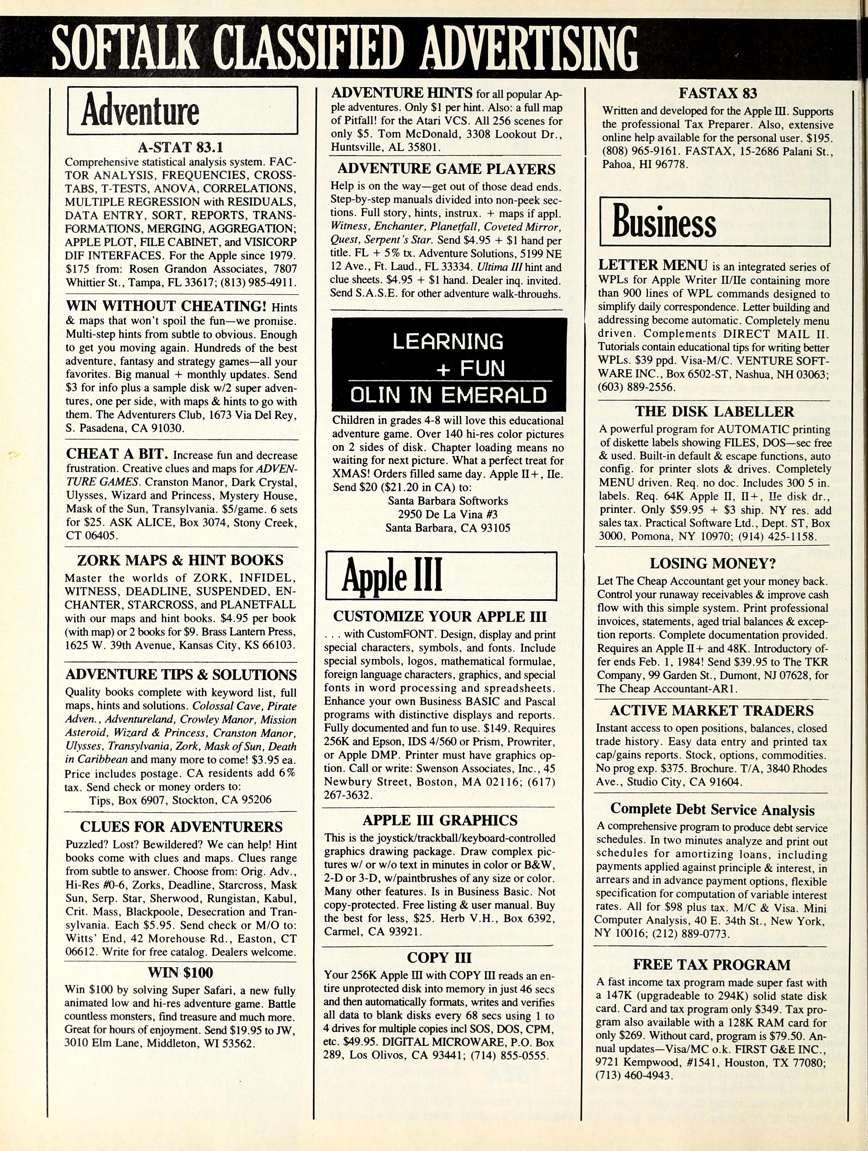 SOFTALK CLASSIFIED ADVERTISING
Adventure
A-STAT 83.1
Comprehensive statistical analysis system. FAC-
TOR ANALYSIS, FREQUENCIES, CROSS-
TABS, T-TESTS, ANOVA, CORRELATIONS,
MULTIPLE REGRESSION with RESIDUALS,
DATA ENTRY, SORT, REPORTS, TRANS-
FORMATIONS, MERGING, AGGREGATION;
APPLE PLOT, FILE CABINET, and VISICORP
DIF INTERFACES. For the Apple since 1979.
$175 from: Rosen Grandon Associates, 7807
Whittier St., Tampa, FL 33617; (813) 985-4911.
WIN WITHOUT CHEATING! Hints
& maps that won't spoil the fun—we promise.
Multi-step hints from subtle to obvious. Enough
to get you moving again. Hundreds of the best
adventure, fantasy and strategy games—all your
favorites. Big manual + monthly updates. Send
$3 for info plus a sample disk w/2 super adven-
tures, one per side, with maps & hints to go with
them. The Adventurers Club, 1673 Via Del Rey,
S. Pasadena, CA 91030.
CHEAT A BIT. Increase fun and decrease
frustration. Creative clues and maps for ADVEN-
TURE GAMES. Cranston Manor, Dark Crystal,
Ulysses, Wizard and Princess, Mystery House,
Mask of the Sun, Transylvania. $5/game. 6 sets
for $25. ASK ALICE, Box 3074, Stony Creek,
CT 06405.
ZORK MAPS & HINT BOOKS
Master the worlds of ZORK, INFIDEL,
WITNESS, DEADLINE, SUSPENDED, EN-
CHANTER, STARCROSS, and PLANETFALL
with our maps and hint books. $4.95 per book
(with map) or 2 books for $9. Brass Lantern Press,
1625 W. 39th Avenue, Kansas City, KS 66103.
ADVENTURE TIPS & SOLUTIONS
Quality books complete with keyword list, full
maps, hints and solutions. Colossal Cave, Pirate
Adven., Adventureland, Crowley Manor, Mission
Asteroid, Wizard & Princess, Cranston Manor,
Ulysses, Transylvania, Zork, Mask of Sun, Death
in Caribbean and many more to come! $3.95 ea.
Price includes postage. CA residents add 6%
tax. Send check or money orders to:
Tips, Box 6907, Stockton, CA 95206
CLUES FOR ADVENTURERS
Puzzled? Lost? Bewildered? We can help! Hint
books come with clues and maps. Clues range
from subtle to answer. Choose from: Orig. Adv.,
Hi-Res #0-6, Zorks, Deadline, Starcross, Mask
Sun, Serp. Star, Sherwood, Rungistan, Kabul,
Crit. Mass, Blackpoole, Desecration and Tran-
sylvania. Each $5.95. Send check or M/O to:
Witts' End, 42 Morehouse Rd., Easton, CT
06612. Write for free catalog. Dealers welcome.
WIN $100
Win $100 by solving Super Safari, a new fully
animated low and hi-res adventure game. Battle
countless monsters, find treasure and much more.
Great for hours of enjoyment. Send $19.95 to JW,
3010 Elm Lane, Middleton, WI 53562.
ADVENTURE HINTS for all popular Ap-
ple adventures. Only $1 per hint. Also: a full map
of Pitfall! for the Atari VCS. All 256 scenes for
only $5. Tom McDonald, 3308 Lookout Dr.,
Huntsville, AL 35801.
ADVENTURE GAME PLAYERS
Help is on the way—get out of those dead ends.
Step-by-step manuals divided into non-peek sec-
tions. Full story, hints, instrux. + maps if appl.
Witness, Enchanter, Planetfall, Coveted Mirror,
Quest, Serpent's Star. Send $4.95 + $1 hand per
title. FL + 5% tx. Adventure Solutions, 5199 NE
12 Ave., Ft. Laud., FL 33334. Ultima III hint and
clue sheets. $4.95 + $1 hand. Dealer inq. invited.
Send S.A.S.E. for other adventure walk-throughs.
LEARNING
+ FUN
OLIN IN EMERALD
Children in grades 4-8 will love this educational
adventure game. Over 140 hi-res color pictures
on 2 sides of disk. Chapter loading means no
waiting for next picture. What a perfect treat for
XMAS! Orders filled same day. Apple II+, IIe.
Send $20 ($21.20 in CA) to:
Santa Barbara Softworks
2950 De La Vina #3
Santa Barbara, CA 93105
Apple III
CUSTOMIZE YOUR APPLE III
. . . with CustomFONT. Design, display and print
special characters, symbols, and fonts. Include
special symbols, logos, mathematical formulae,
foreign language characters, graphics, and special
fonts in word processing and spreadsheets.
Enhance your own Business BASIC and Pascal
programs with distinctive displays and reports.
Fully documented and fun to use. $149. Requires
256K and Epson, IDS 4/560 or Prism, Prowriter,
or Apple DMP. Printer must have graphics op-
tion. Call or write: Swenson Associates, Inc., 45
Newbury Street, Boston, MA 02116; (617)
267-3632.
APPLE III GRAPHICS
This is the joystick/trackball/keyboard-controlled
graphics drawing package. Draw complex pic-
tures w/ or w/o text in minutes in color or B&W,
2-D or 3-D, w/paintbrushes of any size or color.
Many other features. Is in Business Basic. Not
copy-protected. Free listing & user manual. Buy
the best for less, $25. Herb V.H., Box 6392,
Carmel, CA 93921.
COPY III
Your 256K Apple III with COPY III reads an en-
tire unprotected disk into memory in just 46 secs
and then automatically formats, writes and verifies
all data to blank disks every 68 secs using 1 to
4 drives for multiple copies incl SOS, DOS, CPM,
etc. $49.95. DIGITAL MICROWARE, P.O. Box
289, Los Olivos, CA 93441; (714) 855-0555.
FASTAX 83
Written and developed for the Apple III. Supports
the professional Tax Preparer. Also, extensive
online help available for the personal user. $195.
(808) 965-9161. FASTAX, 15-2686 Palani St.,
Pahoa, HI 96778.
Business
LETTER MENU is an integrated series of
WPLs for Apple Writer II/IIe containing more
than 900 lines of WPL commands designed to
simplify daily correspondence. Letter building and
addressing become automatic. Completely menu
driven. Complements DIRECT MAIL II.
Tutorials contain educational tips for writing better
WPLs. $39 ppd. Visa-M/C. VENTURE SOFT-
WARE INC., Box 6502-ST, Nashua, NH 03063;
(603) 889-2556.
THE DISK LABELLER
A powerful program for AUTOMATIC printing
of diskette labels showing FILES, DOS—sec free
& used. Built-in default & escape functions, auto
config. for printer slots & drives. Completely
MENU driven. Req. no doc. Includes 300 5 in.
labels. Req. 64K Apple II, II+, IIe disk dr.,
printer. Only $59.95 + $3 ship. NY res. add
sales tax. Practical Software Ltd., Dept. ST, Box
3000, Pomona, NY 10970; (914) 425-1158.
LOSING MONEY?
Let The Cheap Accountant get your money back.
Control your runaway receivables & improve cash
flow with this simple system. Print professional
invoices, statements, aged trial balances & excep-
tion reports. Complete documentation provided.
Requires an Apple II+ and 48K. Introductory of-
fer ends Feb. 1, 1984! Send $39.95 to The TKR
Company, 99 Garden St., Dumont, NJ 07628, for
The Cheap Accountant-AR1.
ACTIVE MARKET TRADERS
Instant access to open positions, balances, closed
trade history. Easy data entry and printed tax
cap/gains reports. Stock, options, commodities.
No prog exp. $375. Brochure. T/A, 3840 Rhodes
Ave., Studio City, CA 91604.
Complete Debt Service Analysis
A comprehensive program to produce debt service
schedules. In two minutes analyze and print out
schedules for amortizing loans, including
payments applied against principle & interest, in
arrears and in advance payment options, flexible
specification for computation of variable interest
rates. All for $98 plus tax. M/C & Visa. Mini
Computer Analysis, 40 E. 34th St., New York,
NY 10016; (212) 889-0773.
FREE TAX PROGRAM
A fast income tax program made super fast with
a 147K (upgradeable to 294K) solid state disk
card. Card and tax program only $349. Tax pro-
gram also available with a 128K RAM card for
only $269. Without card, program is $79.50. An-
nual updates—Visa/MC o.k. FIRST G&E INC.,
9721 Kempwood, #1541, Houston, TX 77080;
(713) 460-4943.